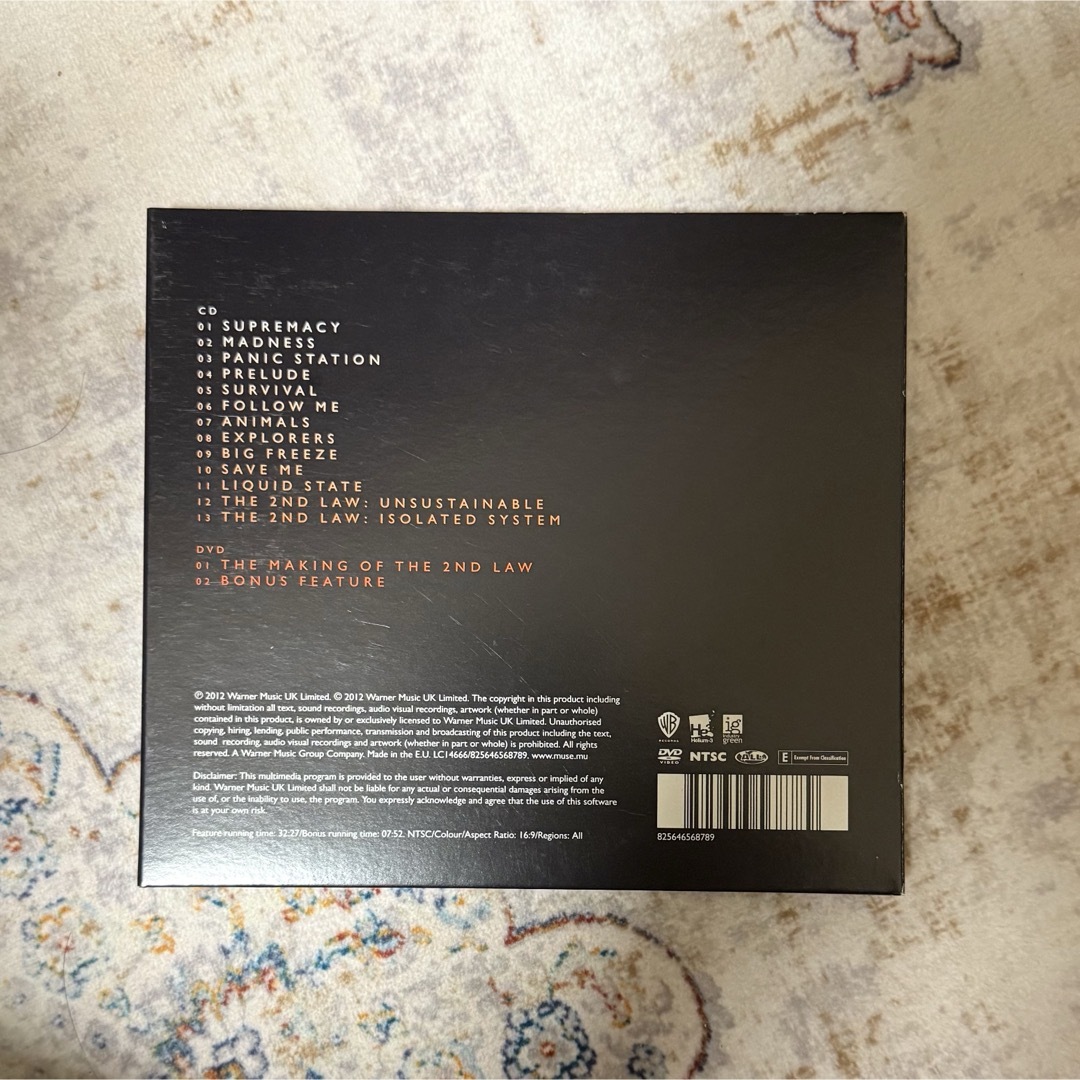 CD
01 SUPREMACY
02 MADNESS
03 PANIC STATION
04 PRELUDE
05 SURVIVAL
06 FOLLOW ME
07 ANIMALS
08 EXPLORERS
09 BIG FREEZE
10 SAVE ME
11 LIQUID STATE
12 THE 2ND LAW: UNSUSTAINABLE
13 THE 2ND LAW: ISOLATED SYSTEM
DVD
01 THE MAKING OF THE 2ND LAW
02 BONUS FEATURE
℗ 2012 Warner Music UK Limited. © 2012 Warner Music UK Limited. The copyright in this product including
without limitation all text, sound recordings, audio visual recordings, artwork (whether in part or whole)
contained in this product, is owned by or exclusively licensed to Warner Music UK Limited. Unauthorised
copying, hiring, lending, public performance, transmission and broadcasting of this product including the text,
sound recording, audio visual recordings and artwork (whether in part or whole) is prohibited. All rights
reserved. A Warner Music Group Company. Made in the E.U. LC14666/825646568789. www.muse.mu
Disclaimer: This multimedia program is provided to the user without warranties, express or implied of any
kind. Warner Music UK Limited shall not be liable for any actual or consequential damages arising from the
use of, or the inability to use, the program. You expressly acknowledge and agree that the use of this software
is at your own risk.
Feature running time: 32:27/Bonus running time: 07:52. NTSC/Colour/Aspect Ratio: 16:9/Regions: All
WB
RECORDS
He
Helium-3
ig
industry
green
DVD
VIDEO
NTSC
ALL
E Exempt from Classification
825646568789